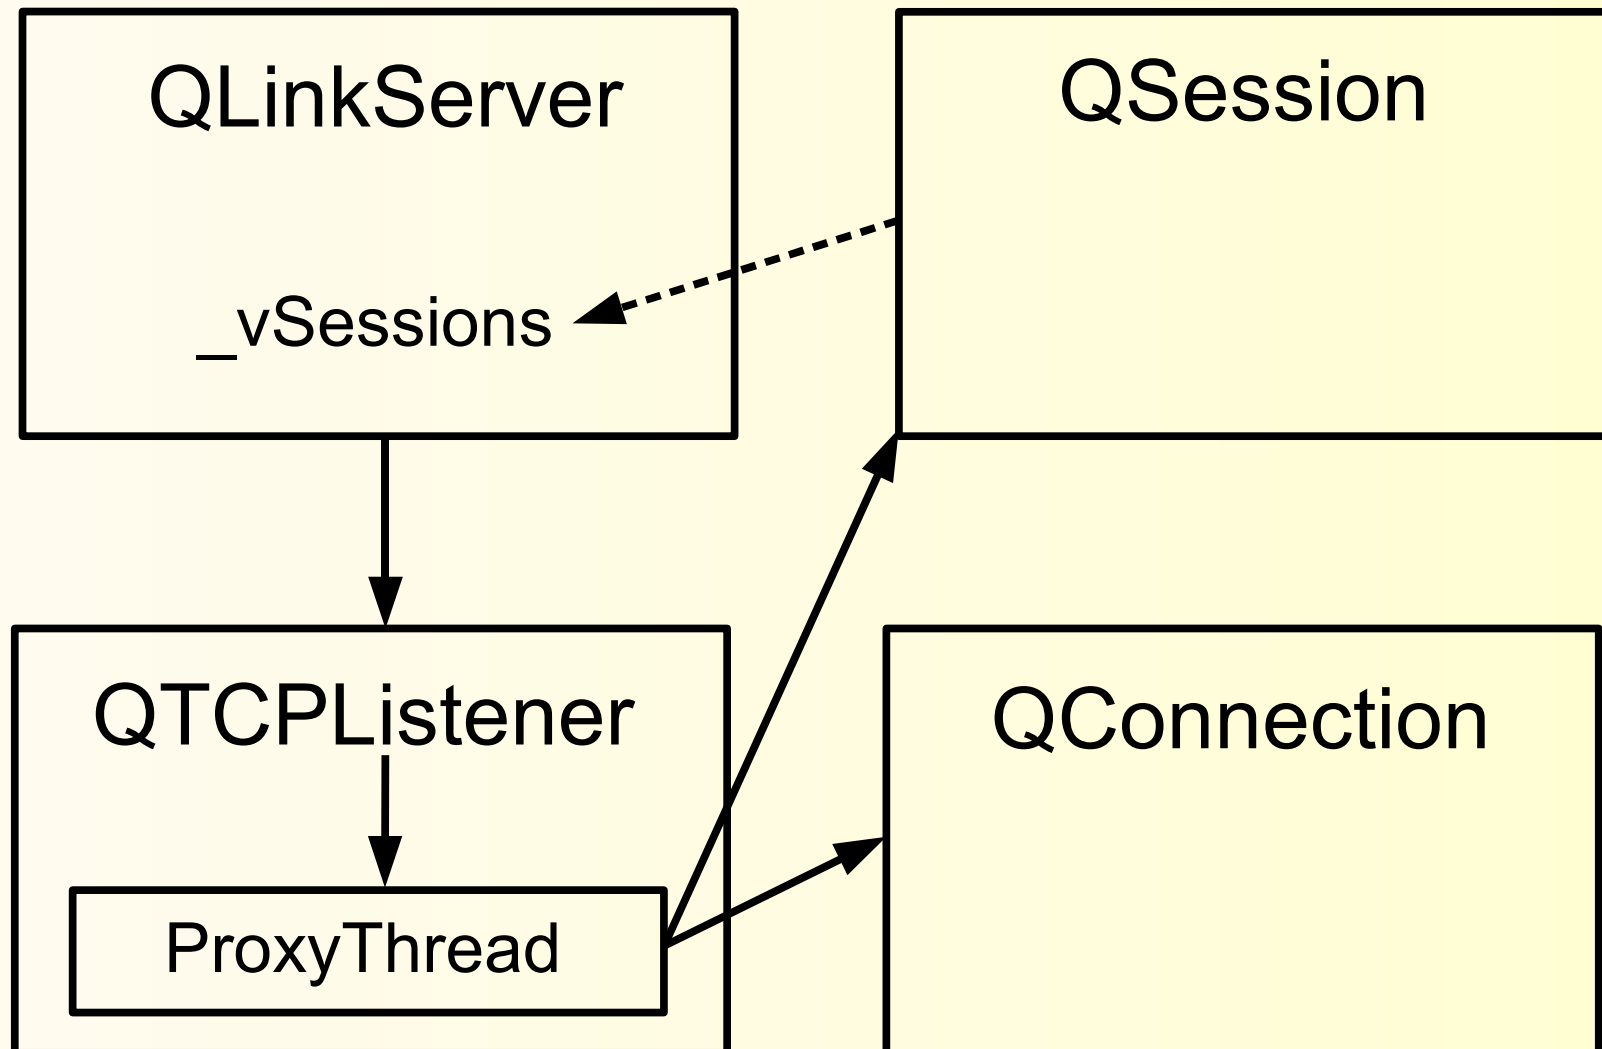 QLinkServer
_vSessions
QSession
QTCPListener
ProxyThread
QConnection